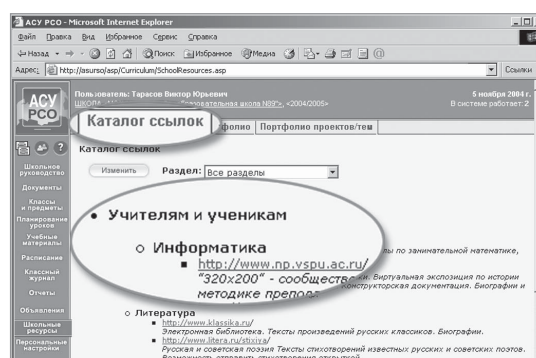 АСУ РСО - Microsoft Internet Explorer
Файл Правка Вид Избранное Сервис Справка
Назад Поиск Избранное Медиа
Адрес: http://asurso/asp/Curriculum/SchoolResources.asp Ссылки
АСУ РСО
Пользователь: Тарасов Виктор Юрьевич 5 ноября 2004 г.
школа №89">, <2004/2005> В системе работает: 2
Каталог ссылок Портфолио проектов/тем
Каталог ссылок
Изменить Раздел: Все разделы
Школьное руководство
Документы
Классы и предметы
Планирование уроков
Учебные материалы
Расписание
Классный журнал
Отчеты
Объявления
Школьные ресурсы
Персональные настройки
• Учителям и ученикам
○ Информатика
■ http://www.np.vspu.ac.ru/
"320x200" - сообщество
методике
по занимательной математике,
Виртуальная экспозиция по истории
конструкторская документация. Биографии и
○ Литература
■ http://www.klassika.ru/
Электронная библиотека. Тексты произведений русских классиков. Биографии.
■ http://www.litera.ru/stixiya/
Русская и советская поэзия Тексты стихотворений известных русских и советских поэтов.
Возможность отправить стихотворение открыткой.